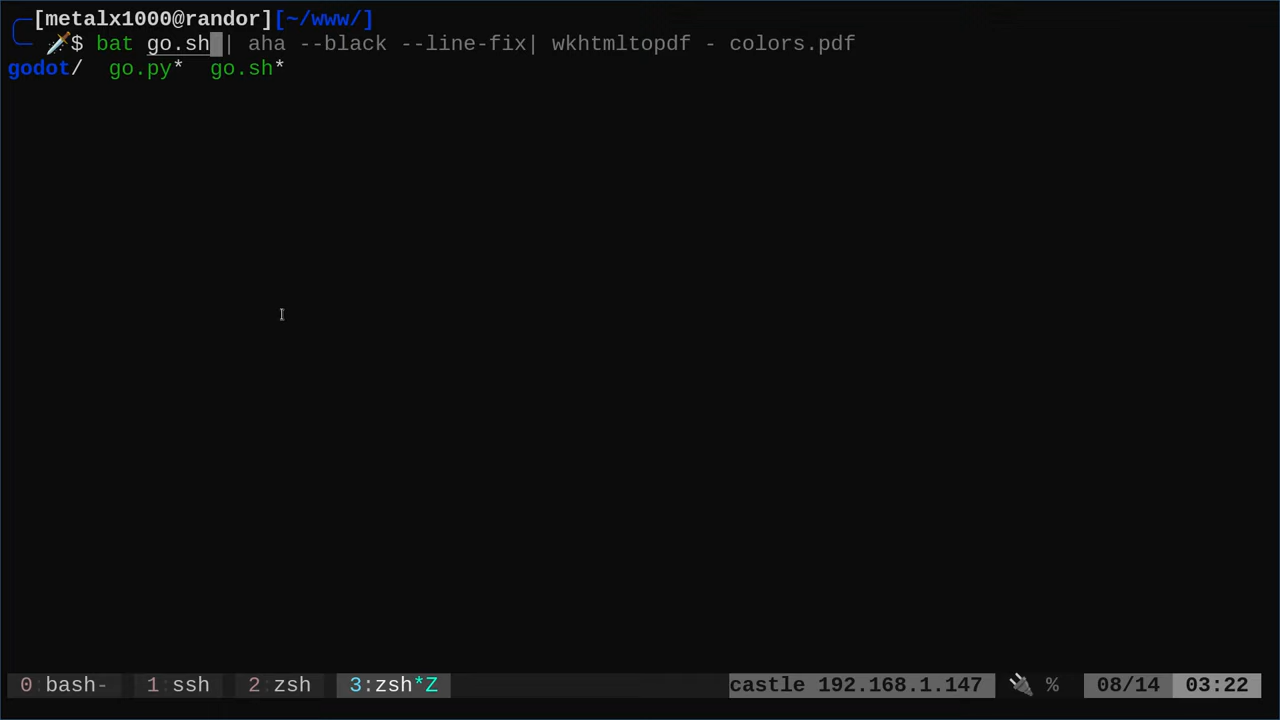 [metalx1000@randor][~/www/]
$ bat go.sh| aha --black --line-fix| wkhtmltopdf - colors.pdf
godot/ go.py* go.sh*
0:bash- 1:ssh 2:zsh 3:zsh*Z castle 192.168.1.147 % 08/14 03:22